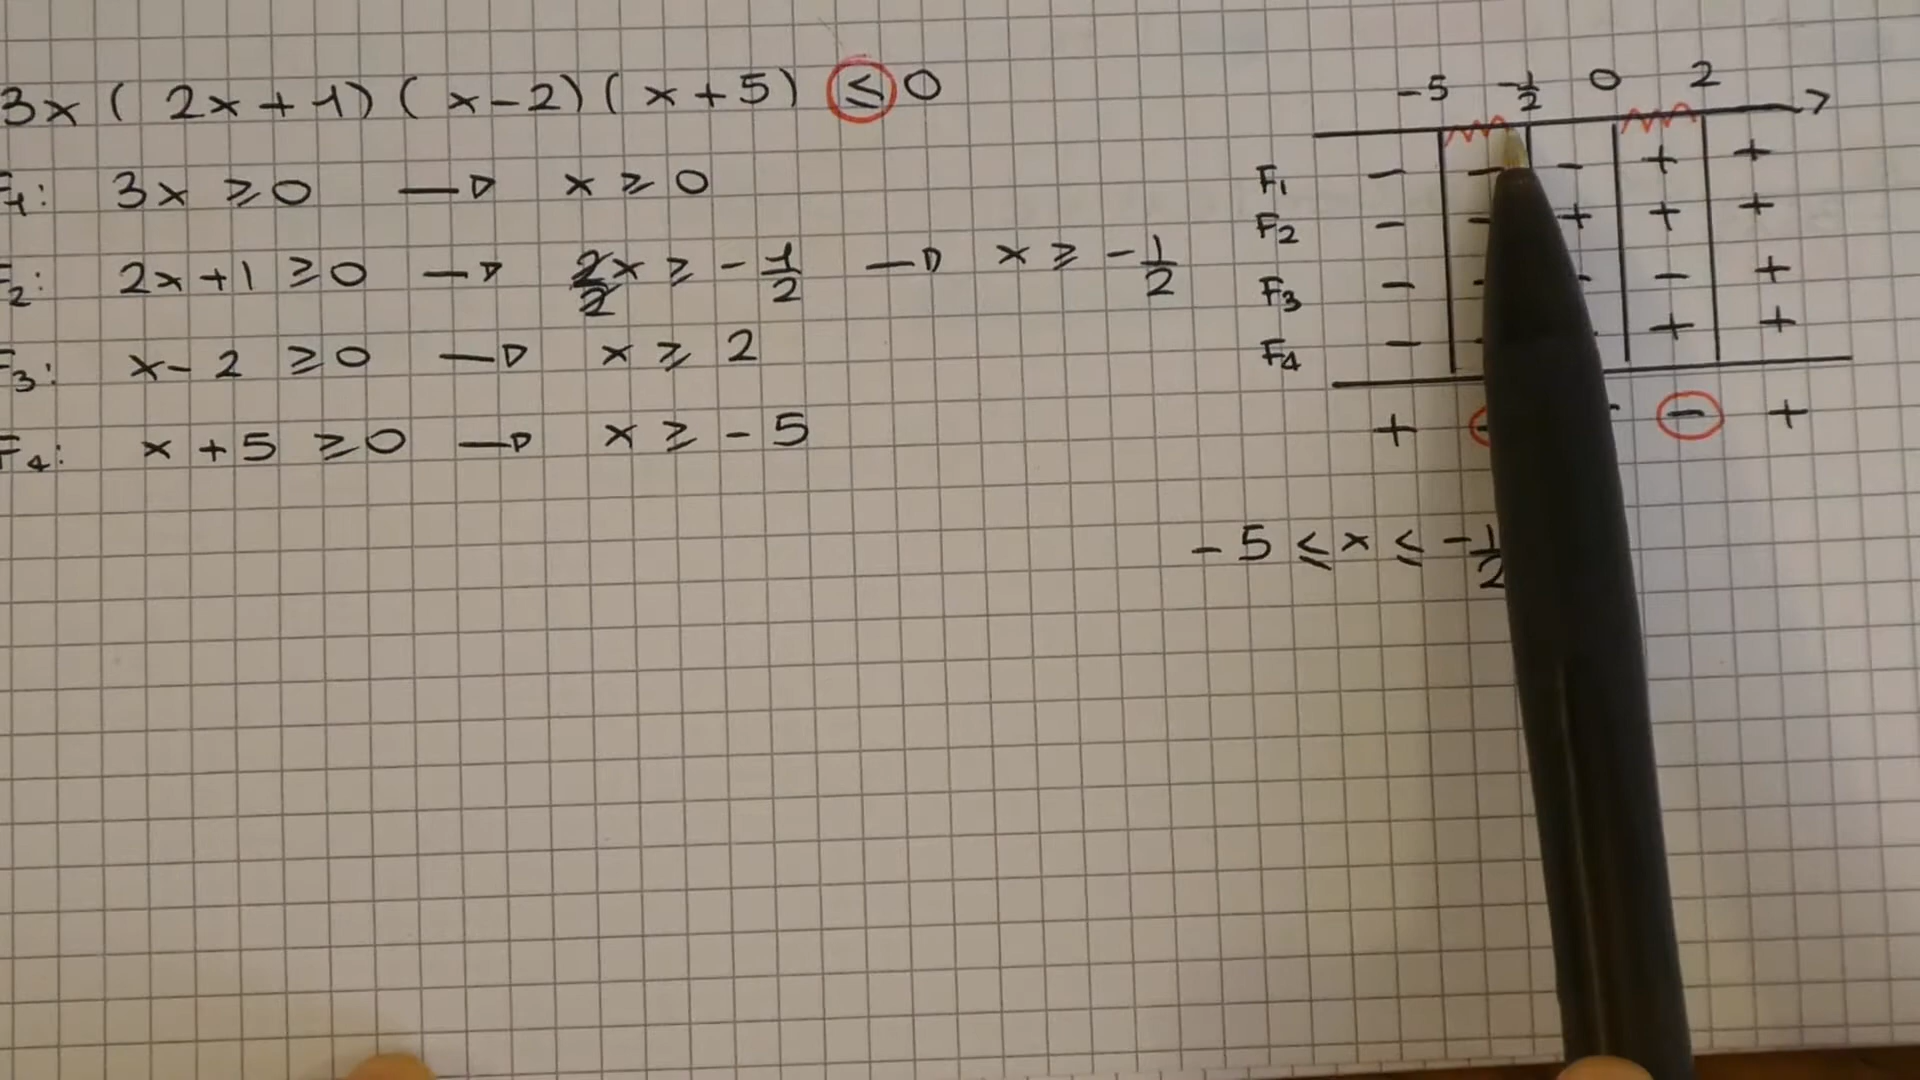 3x ( 2x + 1 ) ( x - 2 ) ( x + 5 ) ≤ 0
F1: 3x ≥ 0 → x ≥ 0
F2: 2x + 1 ≥ 0 → 2/2 x ≥ - 1/2 → x ≥ - 1/2
F3: x - 2 ≥ 0 → x ≥ 2
F4: x + 5 ≥ 0 → x ≥ - 5
-5 -1/2 0 2
F1 - - - + +
F2 - - + + +
F3 - - - - +
F4 - + +
+ - +
- 5 ≤ x ≤ - 1/2